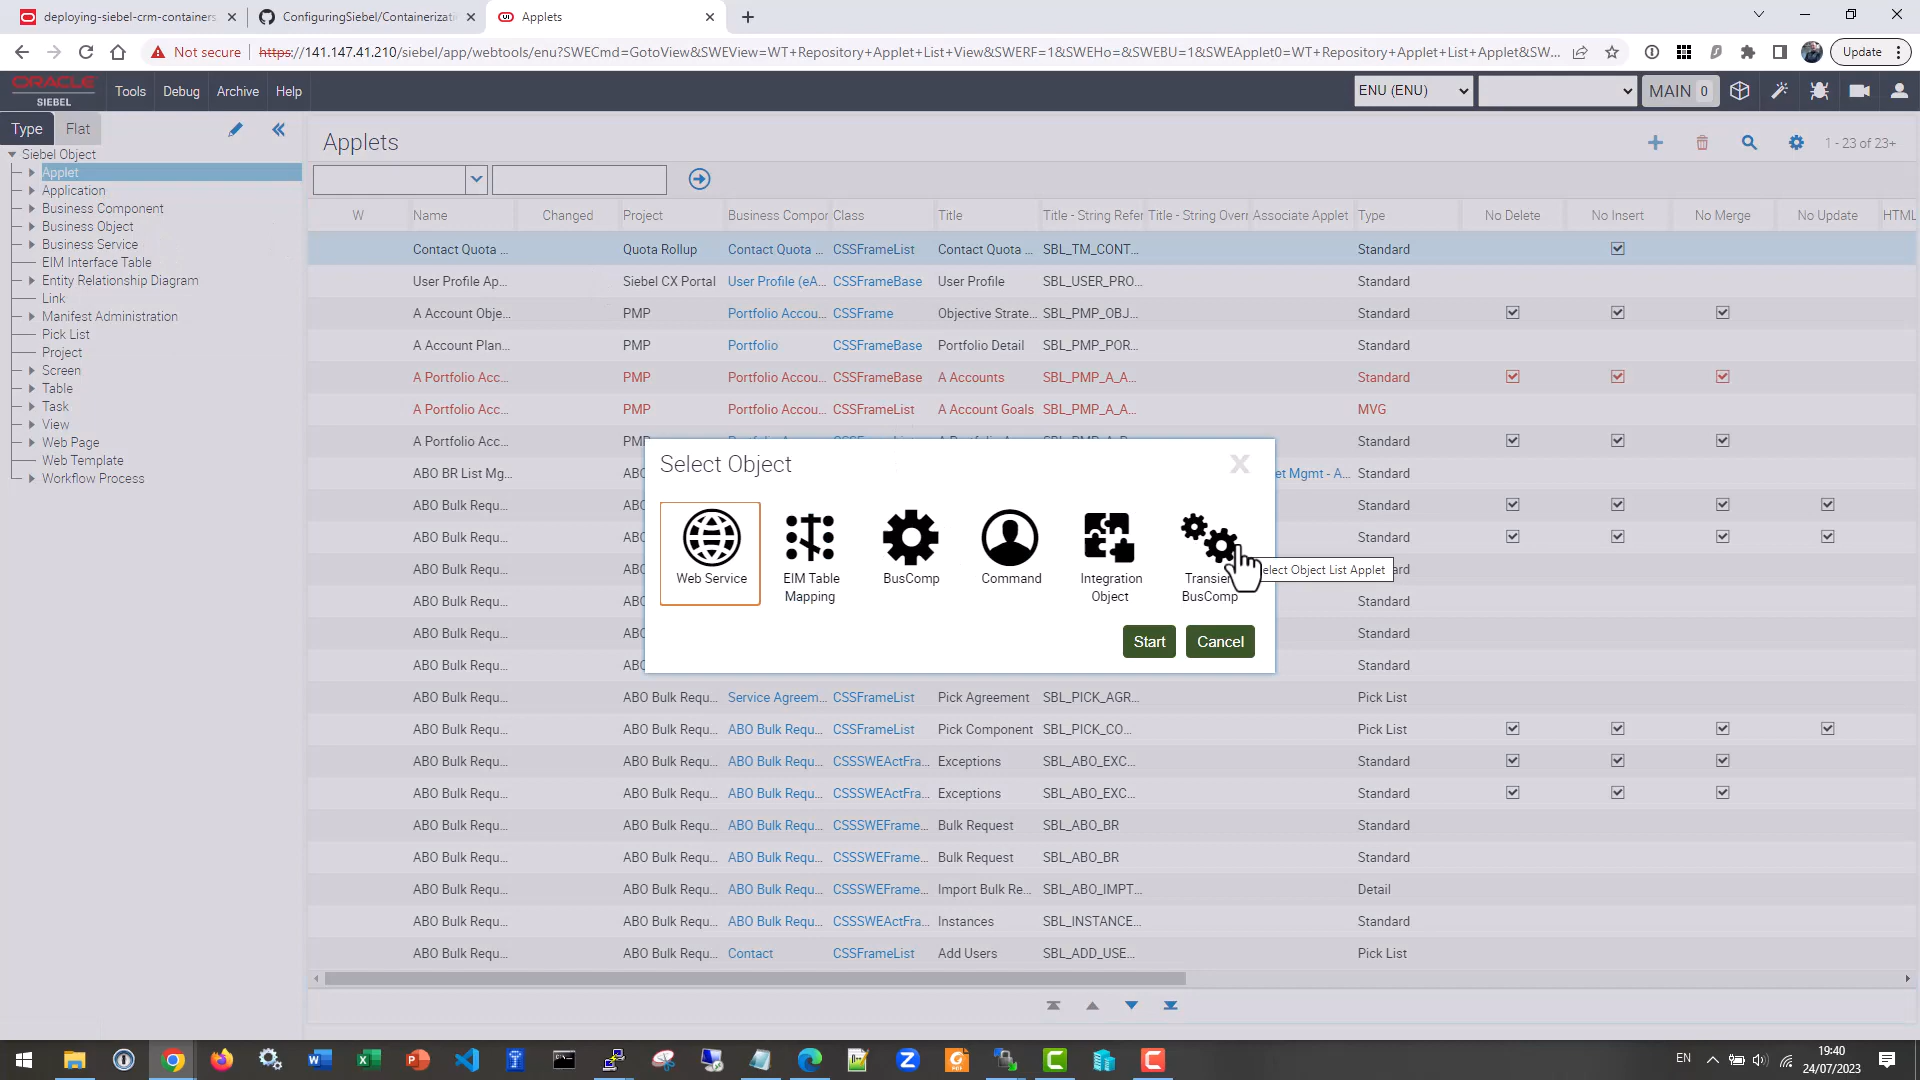 deploying-siebel-crm-containers
ConfiguringSiebel/Containerizati
Applets
Not secure
https://141.147.41.210/siebel/app/webtools/enu?SWECmd=GotoView&SWEView=WT+Repository+Applet+List+View&SWERF=1&SWEHo=&SWEBU=1&SWEApplet0=WT+Repository+Applet+List+Applet&SW...
Update
ORACLE
SIEBEL
Tools Debug Archive Help
ENU (ENU)
MAIN 0
Type Flat
Siebel Object
Applet
Application
Business Component
Business Object
Business Service
EIM Interface Table
Entity Relationship Diagram
Link
Manifest Administration
Pick List
Project
Screen
Table
Task
View
Web Page
Web Template
Workflow Process
Applets
1 - 23 of 23+
W Name Changed Project Business Compor Class Title Title - String Refer Title - String Overr Associate Applet Type No Delete No Insert No Merge No Update HTML
Contact Quota ... Quota Rollup Contact Quota ... CSSFrameList Contact Quota ... SBL_TM_CONT... Standard
User Profile Ap... Siebel CX Portal User Profile (eA... CSSFrameBase User Profile SBL_USER_PRO... Standard
A Account Obje... PMP Portfolio Accou... CSSFrame Objective Strate... SBL_PMP_OBJ... Standard
A Account Plan... PMP Portfolio CSSFrameBase Portfolio Detail SBL_PMP_POR... Standard
A Portfolio Acc... PMP Portfolio Accou... CSSFrameBase A Accounts SBL_PMP_A_A... Standard
A Portfolio Acc... PMP Portfolio Accou... CSSFrameList A Account Goals SBL_PMP_A_A... MVG
A Portfolio Acc... PMP Standard
ABO BR List Mg... ABO et Mgmt - A... Standard
ABO Bulk Requ... ABO Standard
ABO Bulk Requ... ABO Standard
ABO Bulk Requ... ABO
ABO Bulk Requ... ABO Standard
ABO Bulk Requ... ABO Standard
ABO Bulk Requ... ABO Standard
ABO Bulk Requ... ABO Bulk Requ... Service Agreem... CSSFrameList Pick Agreement SBL_PICK_AGR... Pick List
ABO Bulk Requ... ABO Bulk Requ... ABO Bulk Requ... CSSFrameList Pick Component SBL_PICK_CO... Pick List
ABO Bulk Requ... ABO Bulk Requ... ABO Bulk Requ... CSSSWEActFra... Exceptions SBL_ABO_EXC... Standard
ABO Bulk Requ... ABO Bulk Requ... ABO Bulk Requ... CSSSWEActFra... Exceptions SBL_ABO_EXC... Standard
ABO Bulk Requ... ABO Bulk Requ... ABO Bulk Requ... CSSSWEFrame... Bulk Request SBL_ABO_BR Standard
ABO Bulk Requ... ABO Bulk Requ... ABO Bulk Requ... CSSSWEFrame... Bulk Request SBL_ABO_BR Standard
ABO Bulk Requ... ABO Bulk Requ... ABO Bulk Requ... CSSSWEFrame... Import Bulk Re... SBL_ABO_IMPT... Detail
ABO Bulk Requ... ABO Bulk Requ... ABO Bulk Requ... CSSSWEActFra... Instances SBL_INSTANCE... Standard
ABO Bulk Requ... ABO Bulk Requ... Contact CSSFrameList Add Users SBL_ADD_USE... Pick List
Select Object
Web Service
EIM Table
Mapping
BusComp
Command
Integration
Object
Transien
BusComp
elect Object List Applet
Start Cancel
EN
19:40
24/07/2023